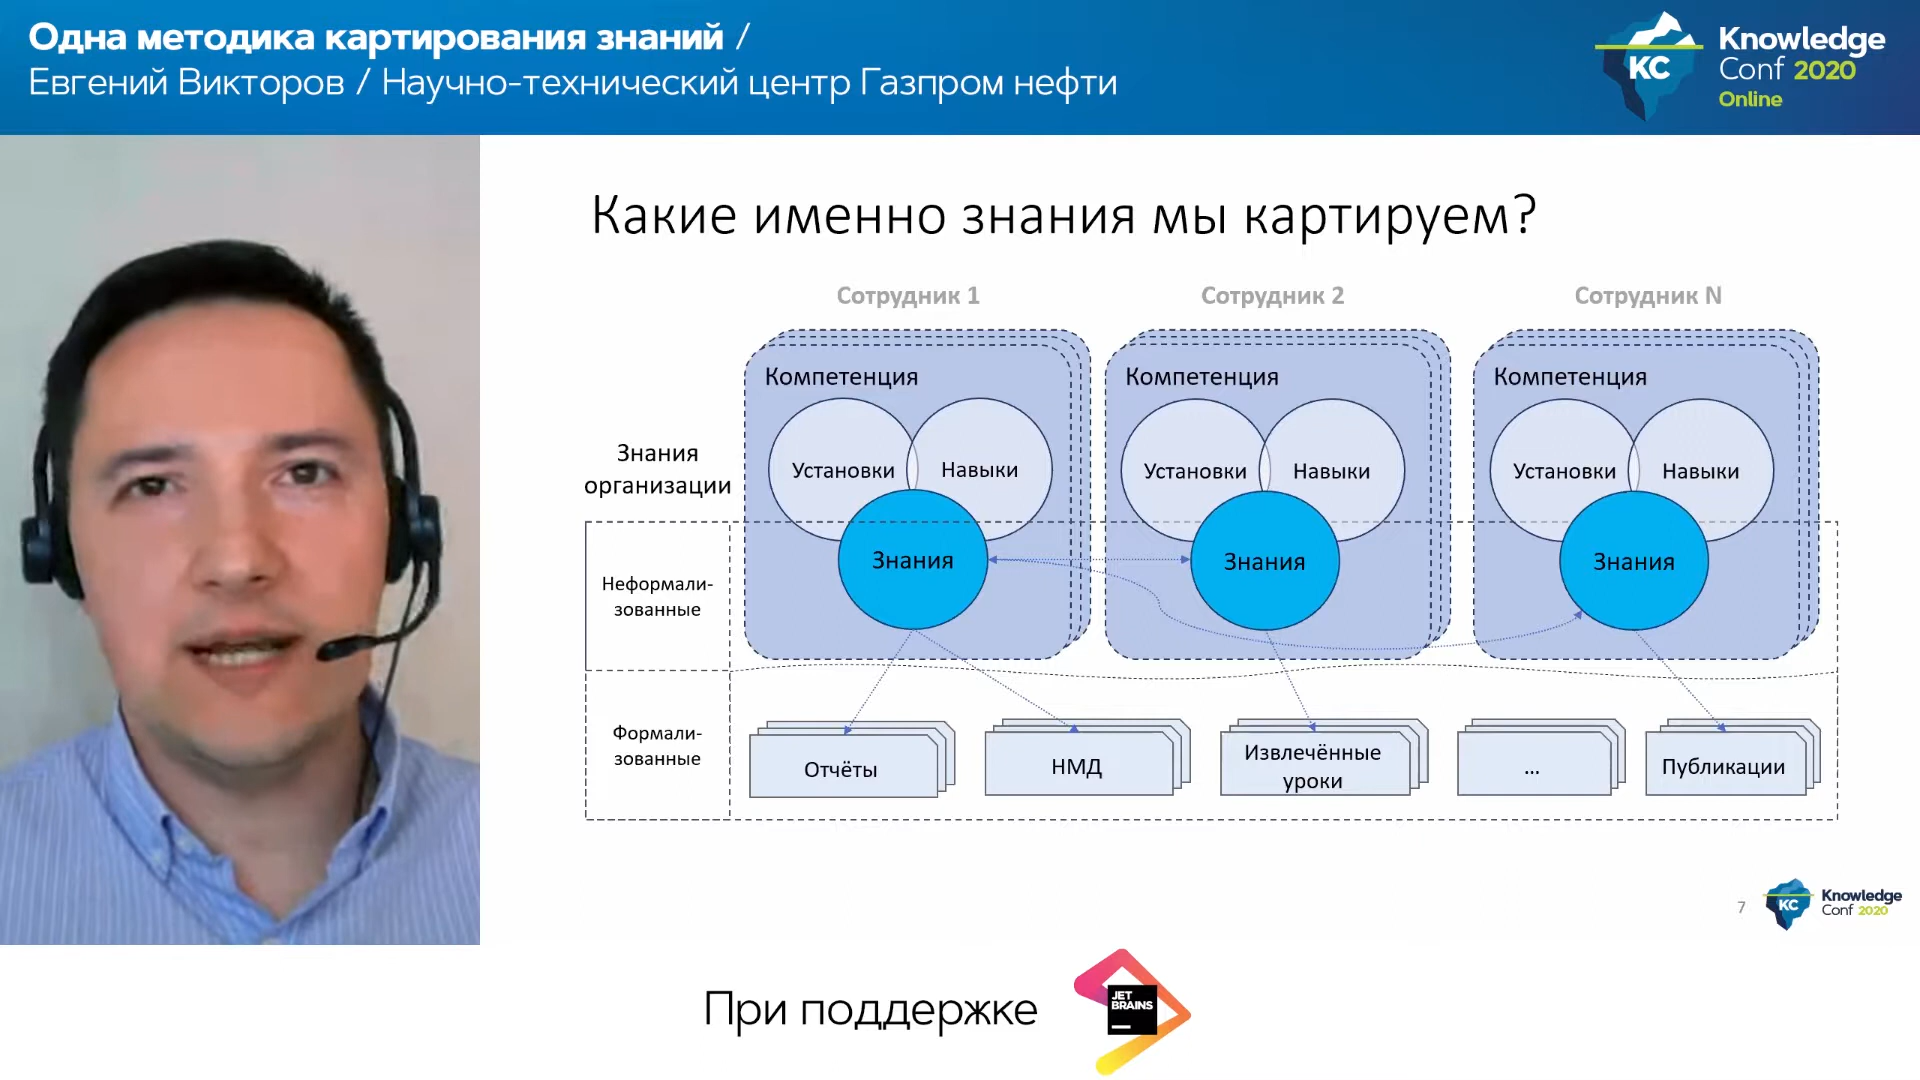 Одна методика картирования знаний /
Евгений Викторов / Научно-технический центр Газпром нефти
KC
Knowledge
Conf 2020
Online
Какие именно знания мы картируем?
Сотрудник 1
Сотрудник 2
Сотрудник N
Компетенция
Компетенция
Компетенция
Установки
Навыки
Установки
Навыки
Установки
Навыки
Знания
организации
Знания
Знания
Знания
Неформали-
зованные
Формали-
зованные
Отчёты
НМД
Извлечённые
уроки
...
Публикации
7
KC
Knowledge
Conf 2020
При поддержке
JET
BRAINS